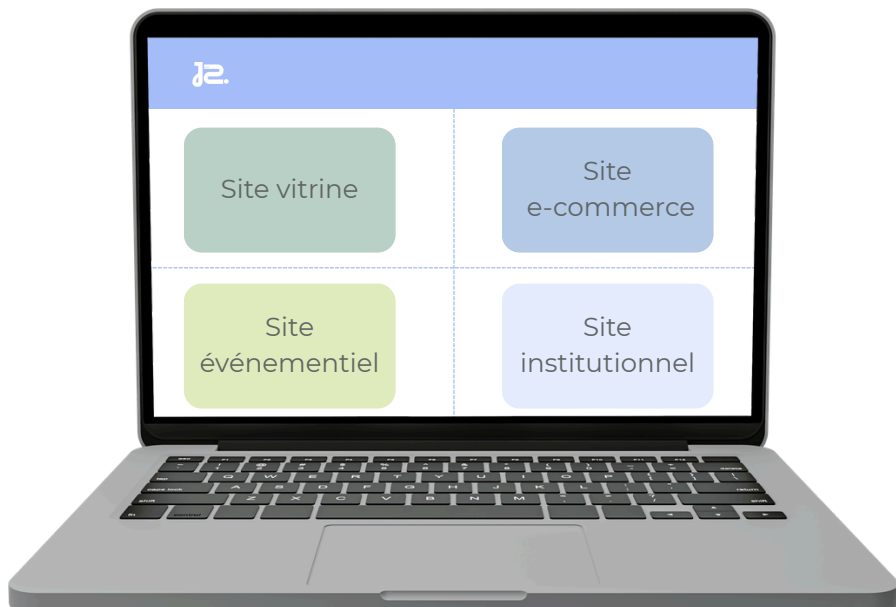 Site vitrine
Site
e-commerce
Site
événementiel
Site
institutionnel
Q W E R T Y U I O P
A S D F G H J K L
Z X C V B N M